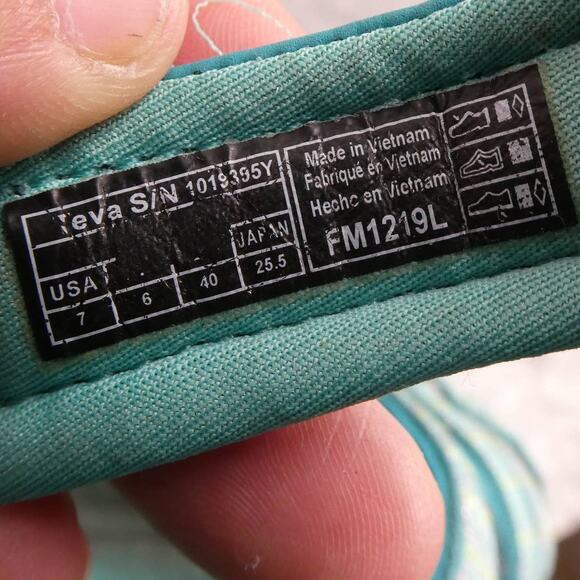 Teva S/N 1019395Y
USA JAPAN
7 6 40 25.5
Made in Vietnam
Fabriqué en Vietnam
Hecho en Vietnam
FM1219L